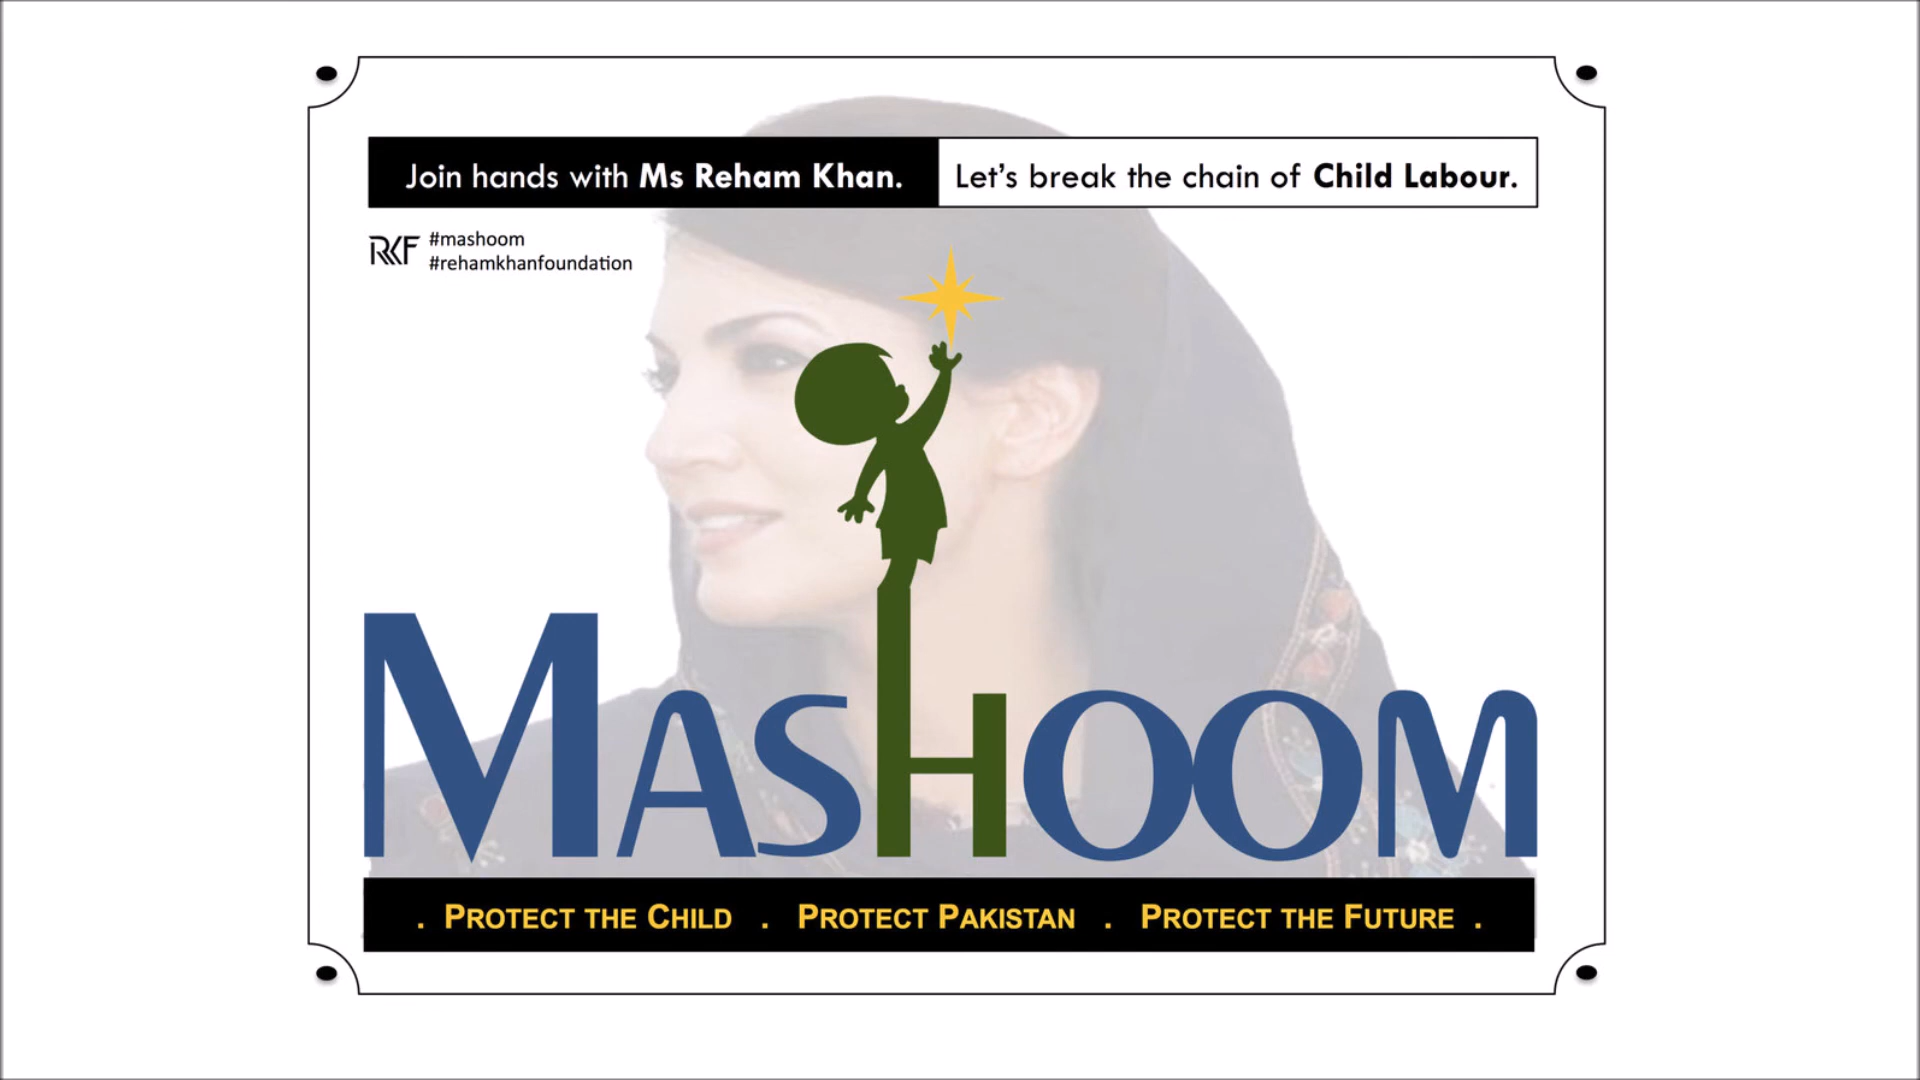 Join hands with Ms Reham Khan. Let's break the chain of Child Labour.
RKF #mashoom
#rehamkhanfoundation
MASHOOM
. PROTECT THE CHILD . PROTECT PAKISTAN . PROTECT THE FUTURE .